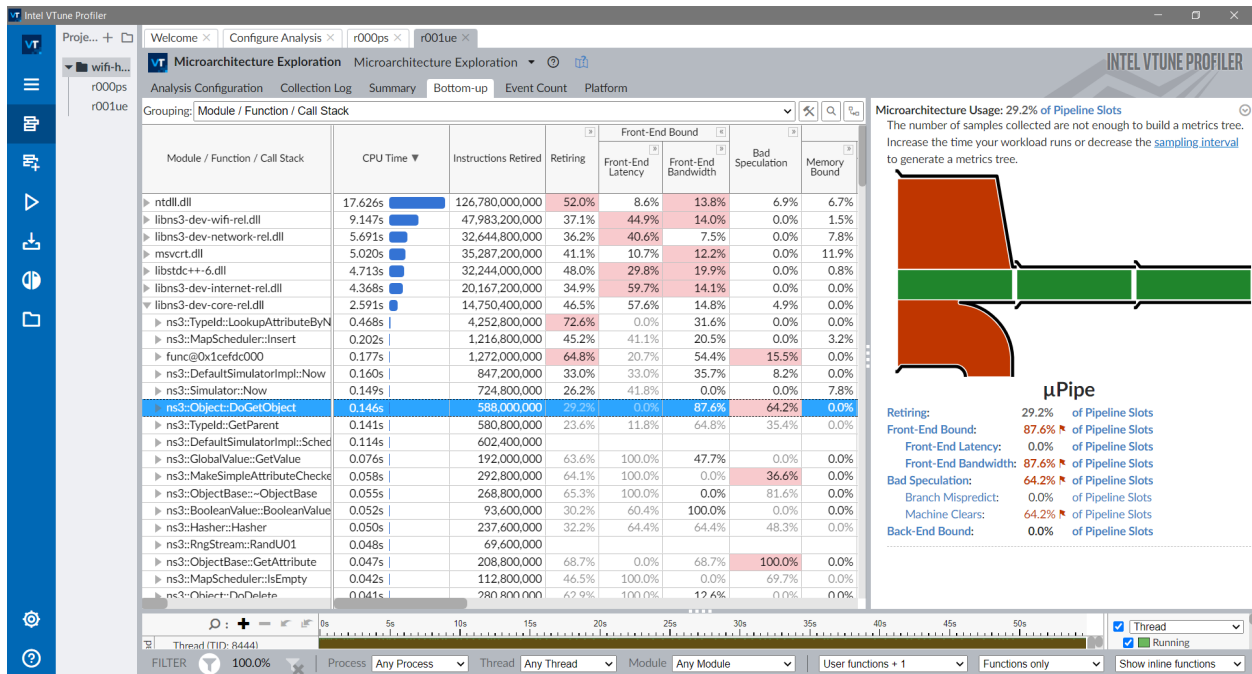 Intel VTune Profiler
Proje...
wifi-h...
r000ps
r001ue
Welcome
Configure Analysis
r000ps
r001ue
Microarchitecture Exploration Microarchitecture Exploration
INTEL VTUNE PROFILER
Analysis Configuration Collection Log Summary Bottom-up Event Count Platform
Grouping: Module / Function / Call Stack
Module / Function / Call Stack CPU Time ▼ Instructions Retired Retiring Front-End Bound Front-End Latency Front-End Bandwidth Bad Speculation Memory Bound
ntdll.dll 17.626s 126,780,000,000 52.0% 8.6% 13.8% 6.9% 6.7%
libns3-dev-wifi-rel.dll 9.147s 47,983,200,000 37.1% 44.9% 14.0% 0.0% 1.5%
libns3-dev-network-rel.dll 5.691s 32,644,800,000 36.2% 40.6% 7.5% 0.0% 7.8%
msvcrt.dll 5.020s 35,287,200,000 41.1% 10.7% 12.2% 0.0% 11.9%
libstdc++-6.dll 4.713s 32,244,000,000 48.0% 29.8% 19.9% 0.0% 0.8%
libns3-dev-internet-rel.dll 4.368s 20,167,200,000 34.9% 59.7% 14.1% 0.0% 0.0%
libns3-dev-core-rel.dll 2.591s 14,750,400,000 46.5% 57.6% 14.8% 4.9% 0.0%
ns3::TypeId::LookupAttributeByN 0.468s 4,252,800,000 72.6% 0.0% 31.6% 0.0% 0.0%
ns3::MapScheduler::Insert 0.202s 1,216,800,000 45.2% 41.1% 20.5% 0.0% 3.2%
func@0x1cefdc000 0.177s 1,272,000,000 64.8% 20.7% 54.4% 15.5% 0.0%
ns3::DefaultSimulatorImpl::Now 0.160s 847,200,000 33.0% 33.0% 35.7% 8.2% 0.0%
ns3::Simulator::Now 0.149s 724,800,000 26.2% 41.8% 0.0% 0.0% 7.8%
ns3::Object::DoGetObject 0.146s 588,000,000 29.2% 0.0% 87.6% 64.2% 0.0%
ns3::TypeId::GetParent 0.141s 580,800,000 23.6% 11.8% 64.8% 35.4% 0.0%
ns3::DefaultSimulatorImpl::Sched 0.114s 602,400,000
ns3::GlobalValue::GetValue 0.076s 192,000,000 63.6% 100.0% 47.7% 0.0% 0.0%
ns3::MakeSimpleAttributeChecke 0.058s 292,800,000 64.1% 100.0% 0.0% 36.6% 0.0%
ns3::ObjectBase::~ObjectBase 0.055s 268,800,000 65.3% 100.0% 0.0% 81.6% 0.0%
ns3::BooleanValue::BooleanValue 0.052s 93,600,000 30.2% 60.4% 100.0% 0.0% 0.0%
ns3::Hasher::Hasher 0.050s 237,600,000 32.2% 64.4% 64.4% 48.3% 0.0%
ns3::RngStream::RandU01 0.048s 69,600,000
ns3::ObjectBase::GetAttribute 0.047s 208,800,000 68.7% 0.0% 68.7% 100.0% 0.0%
ns3::MapScheduler::IsEmpty 0.042s 112,800,000 46.5% 100.0% 0.0% 69.7% 0.0%
ns3::Object::DoDelete 0.041s 280,800,000 62.9% 100.0% 12.6% 0.0% 0.0%
Microarchitecture Usage: 29.2% of Pipeline Slots
The number of samples collected are not enough to build a metrics tree.
Increase the time your workload runs or decrease the sampling interval
to generate a metrics tree.
µPipe
Retiring: 29.2% of Pipeline Slots
Front-End Bound: 87.6% of Pipeline Slots
Front-End Latency: 0.0% of Pipeline Slots
Front-End Bandwidth: 87.6% of Pipeline Slots
Bad Speculation: 64.2% of Pipeline Slots
Branch Mispredict: 0.0% of Pipeline Slots
Machine Clears: 64.2% of Pipeline Slots
Back-End Bound: 0.0% of Pipeline Slots
0s 5s 10s 15s 20s 25s 30s 35s 40s 45s 50s
Thread (TID: 8444)
Thread
Running
FILTER 100.0% Process Any Process Thread Any Thread Module Any Module User functions + 1 Functions only Show inline functions